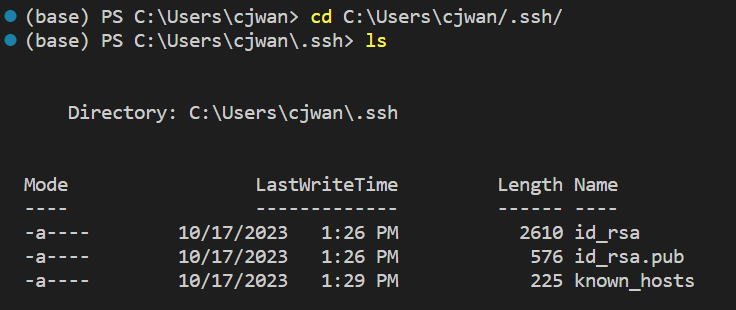 (base) PS C:\Users\cjwan> cd C:\Users\cjwan/.ssh/
(base) PS C:\Users\cjwan\.ssh> ls
Directory: C:\Users\cjwan\.ssh
Mode LastWriteTime Length Name
---- ------------- ------ ----
-a---- 10/17/2023 1:26 PM 2610 id_rsa
-a---- 10/17/2023 1:26 PM 576 id_rsa.pub
-a---- 10/17/2023 1:29 PM 225 known_hosts